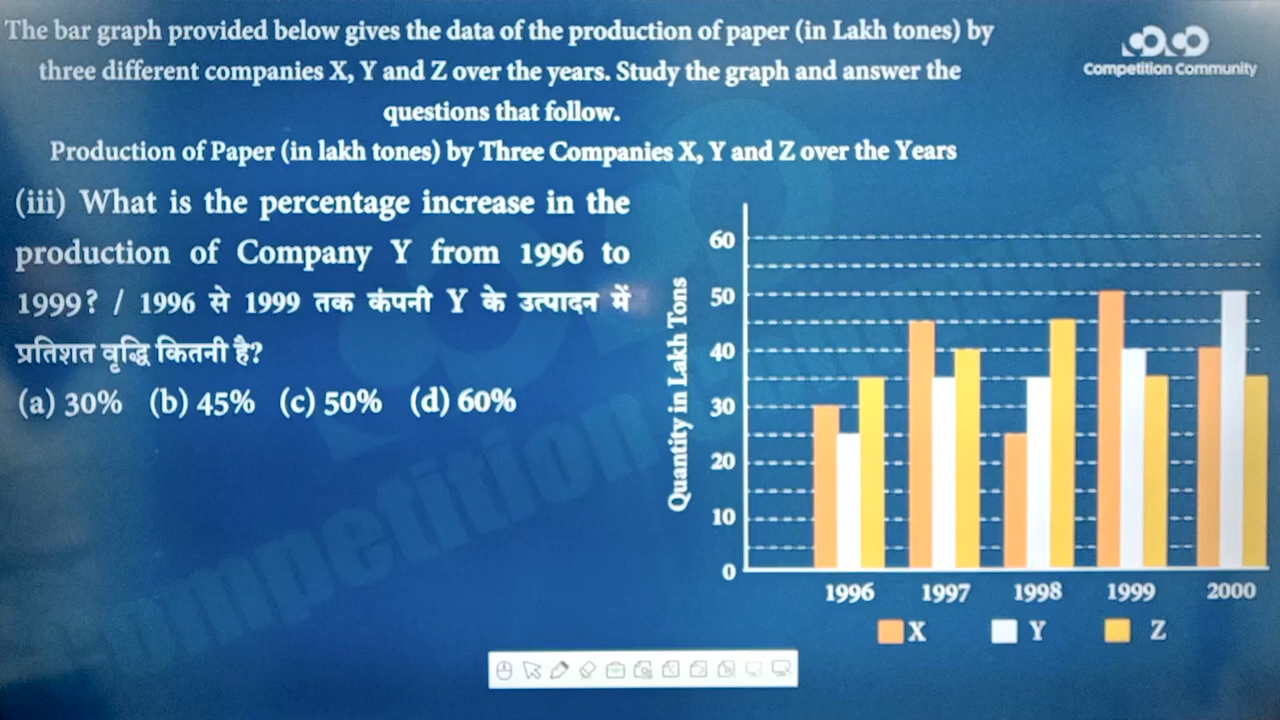 The bar graph provided below gives the data of the production of paper (in Lakh tones) by
three different companies X, Y and Z over the years. Study the graph and answer the
questions that follow.
Competition Community
Production of Paper (in lakh tones) by Three Companies X, Y and Z over the Years
(iii) What is the percentage increase in the
production of Company Y from 1996 to
1999? / 1996 से 1999 तक कंपनी Y के उत्पादन में
प्रतिशत वृद्धि कितनी है?
(a) 30% (b) 45% (c) 50% (d) 60%
Quantity in Lakh Tons
60
50
40
30
20
10
0
1996 1997 1998 1999 2000
X Y Z